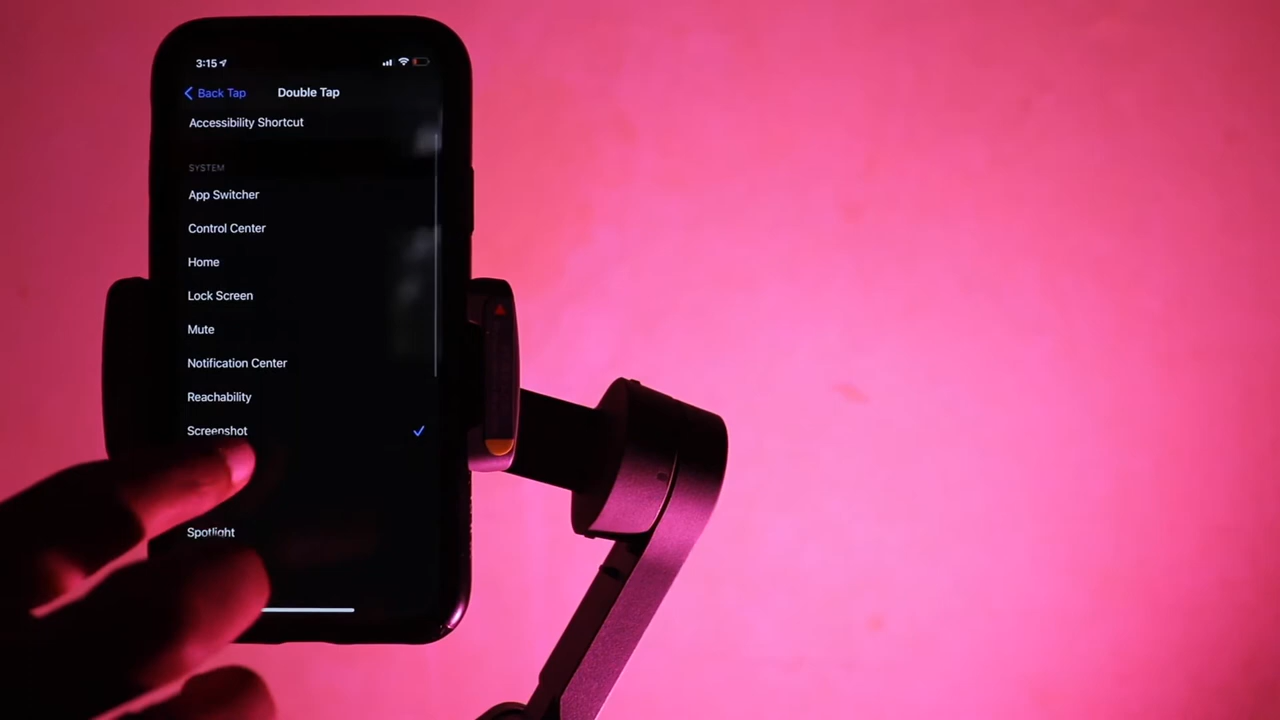 3:15
Back Tap
Double Tap
Accessibility Shortcut
SYSTEM
App Switcher
Control Center
Home
Lock Screen
Mute
Notification Center
Reachability
Screenshot
Spotlight